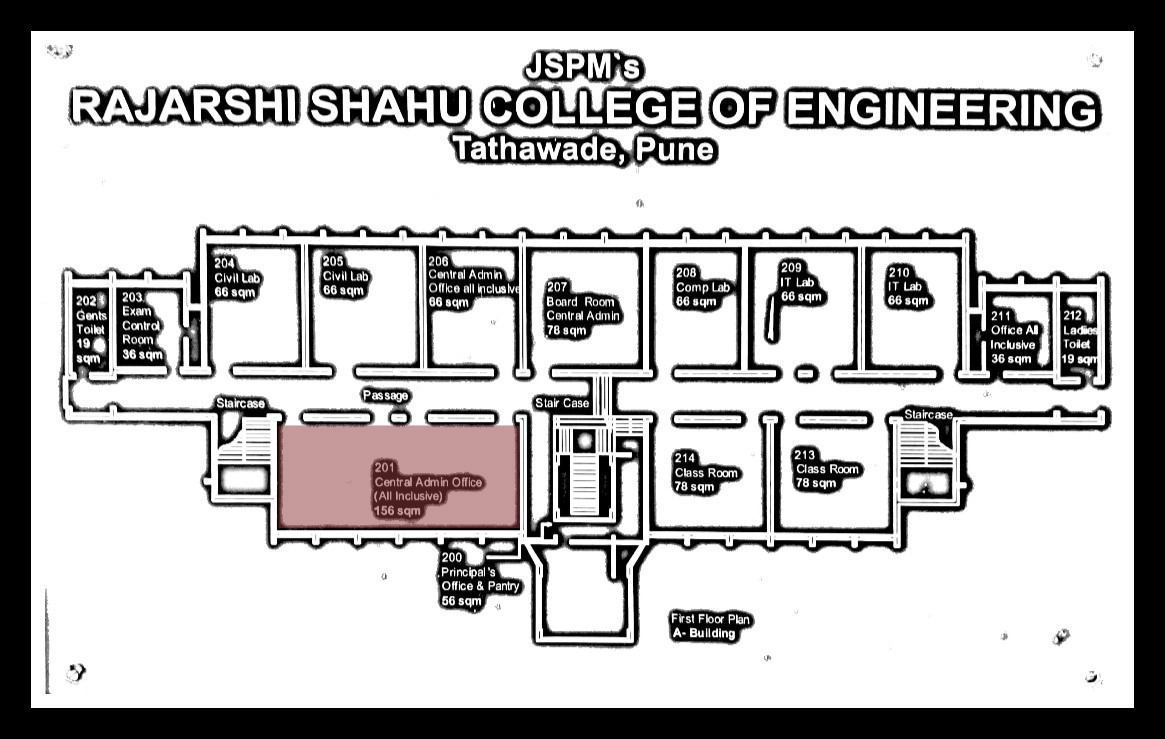 JSPM`s
RAJARSHI SHAHU COLLEGE OF ENGINEERING
Tathawade, Pune
204
Civil Lab
66 sqm
205
Civil Lab
66 sqm
206
Central Admin
Office all inclusive
66 sqm
207
Board Room
Central Admin
78 sqm
208
Comp Lab
66 sqm
209
IT Lab
66 sqm
210
IT Lab
66 sqm
202
Gents
Toilet
19
sqm
203
Exam
Control
Room
36 sqm
211
Office All
Inclusive
36 sqm
212
Ladies
Toilet
19 sqm
Staircase
Passage
Stair Case
Staircase
201
Central Admin Office
(All Inclusive)
156 sqm
214
Class Room
78 sqm
213
Class Room
78 sqm
200
Principal's
Office & Pantry
56 sqm
First Floor Plan
A- Building